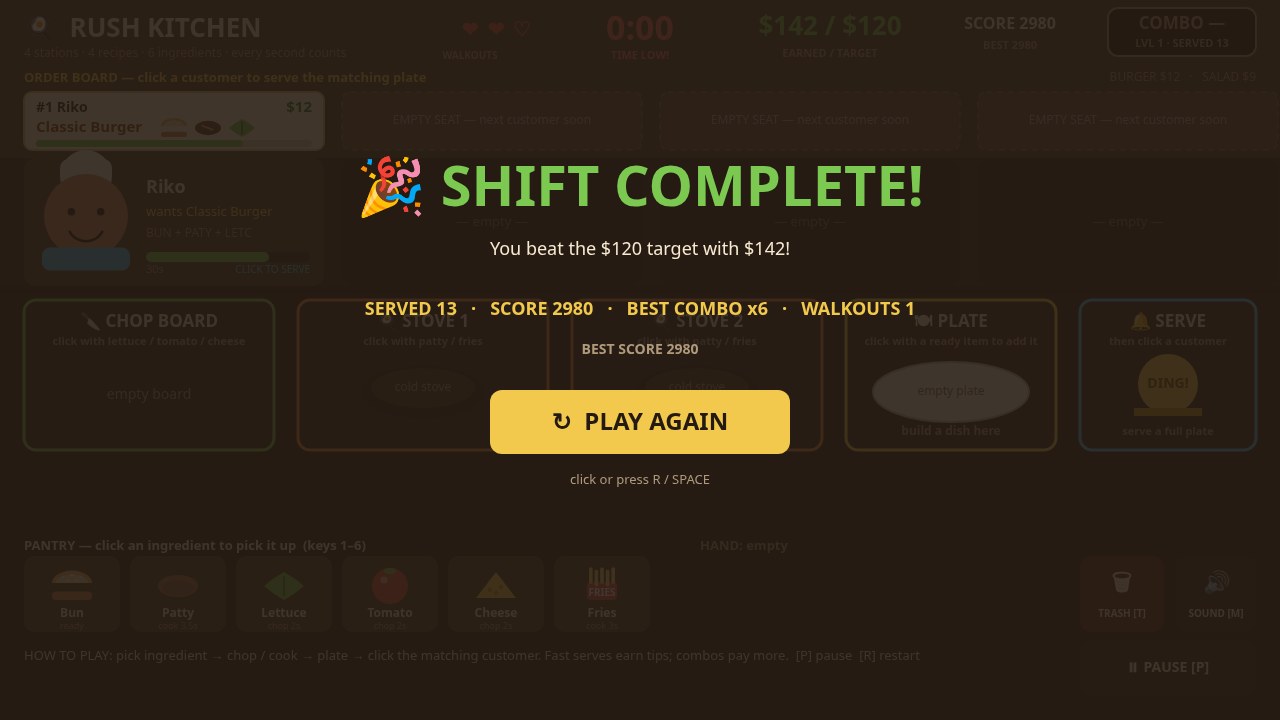 RUSH KITCHEN
4 stations · 4 recipes · 6 ingredients · every second counts
WALKOUTS
0:00
TIME LOW!
$142 / $120
EARNED / TARGET
SCORE 2980
BEST 2980
COMBO —
LVL 1 · SERVED 13
ORDER BOARD — click a customer to serve the matching plate
BURGER $12 · SALAD $9
#1 Riko $12
Classic Burger
EMPTY SEAT — next customer soon
EMPTY SEAT — next customer soon
EMPTY SEAT — next customer soon
Riko
wants Classic Burger
CLICK TO SERVE
— empty —
— empty —
— empty —
🎉 SHIFT COMPLETE!
You beat the $120 target with $142!
SERVED 13 · SCORE 2980 · BEST COMBO x6 · WALKOUTS 1
BEST SCORE 2980
↻ PLAY AGAIN
click or press R / SPACE
CHOP BOARD
click with lettuce / tomato / cheese
empty board
STOVE 1
click with patty / fries
cold stove
STOVE 2
click with patty / fries
cold stove
PLATE
click with a ready item to add it
empty plate
build a dish here
SERVE
then click a customer
DING!
serve a full plate
PANTRY — click an ingredient to pick it up (keys 1–6)
HAND: empty
Bun
ready
Patty
Lettuce
chop 2s
Tomato
chop 2s
Cheese
chop 2s
FRIES
Fries
TRASH [T]
SOUND [M]
HOW TO PLAY: pick ingredient → chop / cook → plate → click the matching customer. Fast serves earn tips; combos pay more. [P] pause [R] restart
⏸ PAUSE [P]